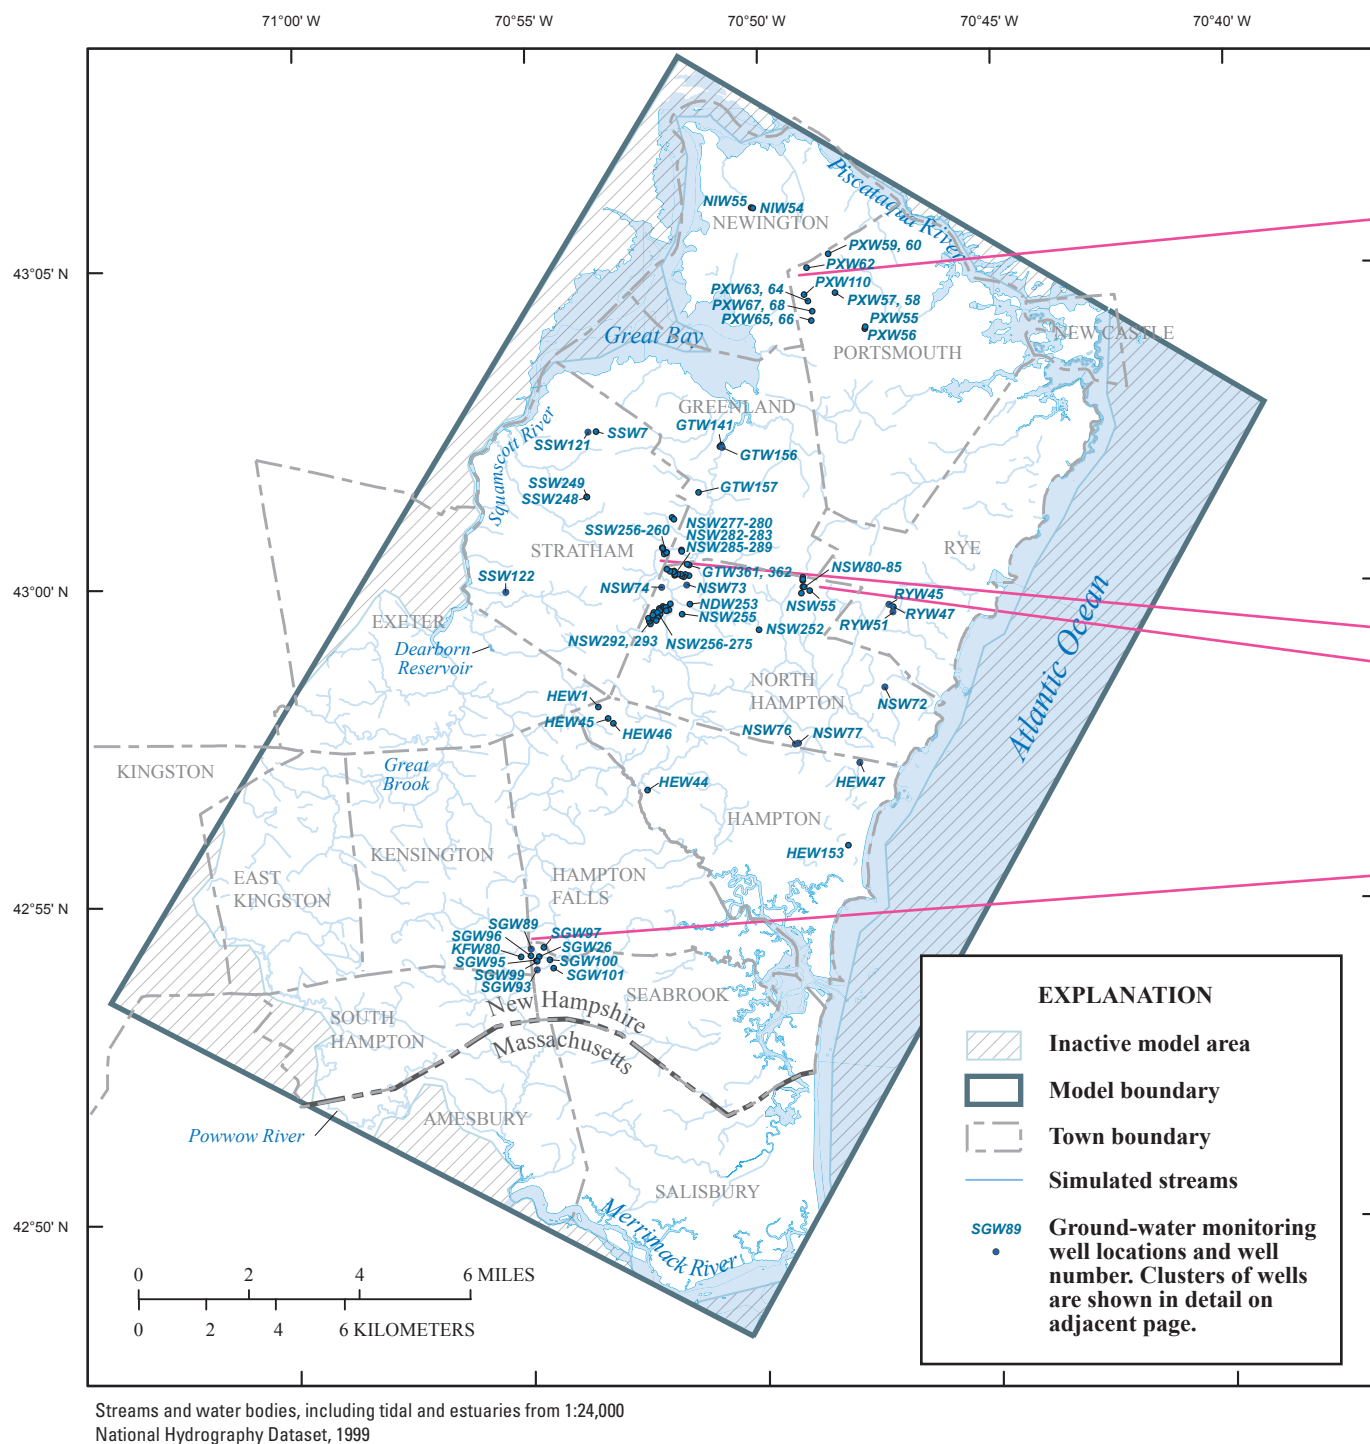 71°00' W
70°55' W
70°50' W
70°45' W
70°40' W
43°05' N
43°00' N
42°55' N
42°50' N
Piscataqua River
NIW55
NIW54
NEWINGTON
PXW59, 60
PXW62
PXW110
PXW63, 64
PXW67, 68
PXW65, 66
PXW57, 58
PXW55
PXW56
NEW CASTLE
Great Bay
PORTSMOUTH
GREENLAND
GTW141
GTW156
GTW157
Squamscott River
SSW7
SSW121
SSW249
SSW248
SSW256-260
NSW277-280
NSW282-283
NSW285-289
STRATHAM
RYE
GTW361, 362
NSW80-85
SSW122
NSW74
NSW73
NSW55
RYW45
RYW47
RYW51
NDW253
NSW255
NSW252
NSW292, 293
NSW256-275
EXETER
Dearborn
Reservoir
NORTH
HAMPTON
NSW72
Atlantic Ocean
HEW1
HEW45
HEW46
NSW76
NSW77
HEW47
KINGSTON
Great
Brook
HEW44
HAMPTON
HEW153
KENSINGTON
EAST
KINGSTON
HAMPTON
FALLS
SGW89
SGW96
SGW97
KFW80
SGW26
SGW95
SGW100
SGW99
SGW101
SGW93
SEABROOK
New Hampshire
Massachusetts
SOUTH
HAMPTON
AMESBURY
Powwow River
SALISBURY
Merrimack River
0 2 4 6 MILES
0 2 4 6 KILOMETERS
EXPLANATION
Inactive model area
Model boundary
Town boundary
Simulated streams
SGW89
Ground-water monitoring
well locations and well
number. Clusters of wells
are shown in detail on
adjacent page.
Streams and water bodies, including tidal and estuaries from 1:24,000
National Hydrography Dataset, 1999